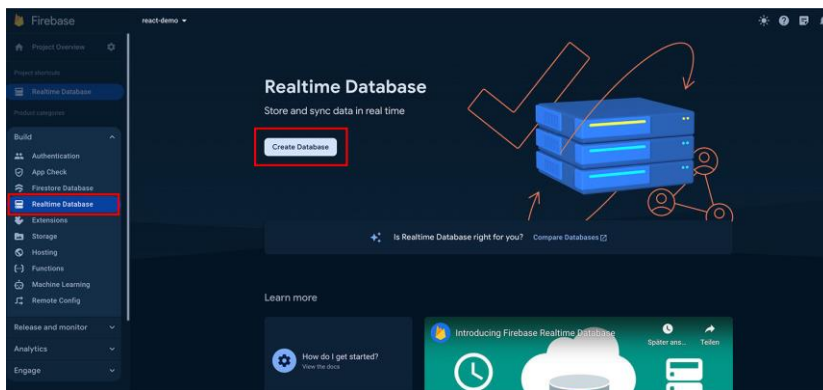 Firebase
react-demo
Project Overview
Project shortcuts
Realtime Database
Product categories
Build
Authentication
App Check
Firestore Database
Realtime Database
Extensions
Storage
Hosting
Functions
Machine Learning
Remote Config
Release and monitor
Analytics
Engage
Realtime Database
Store and sync data in real time
Create Database
Is Realtime Database right for you? Compare Databases
Learn more
How do I get started?
View the docs
Introducing Firebase Realtime Database
Später ans...
Teilen